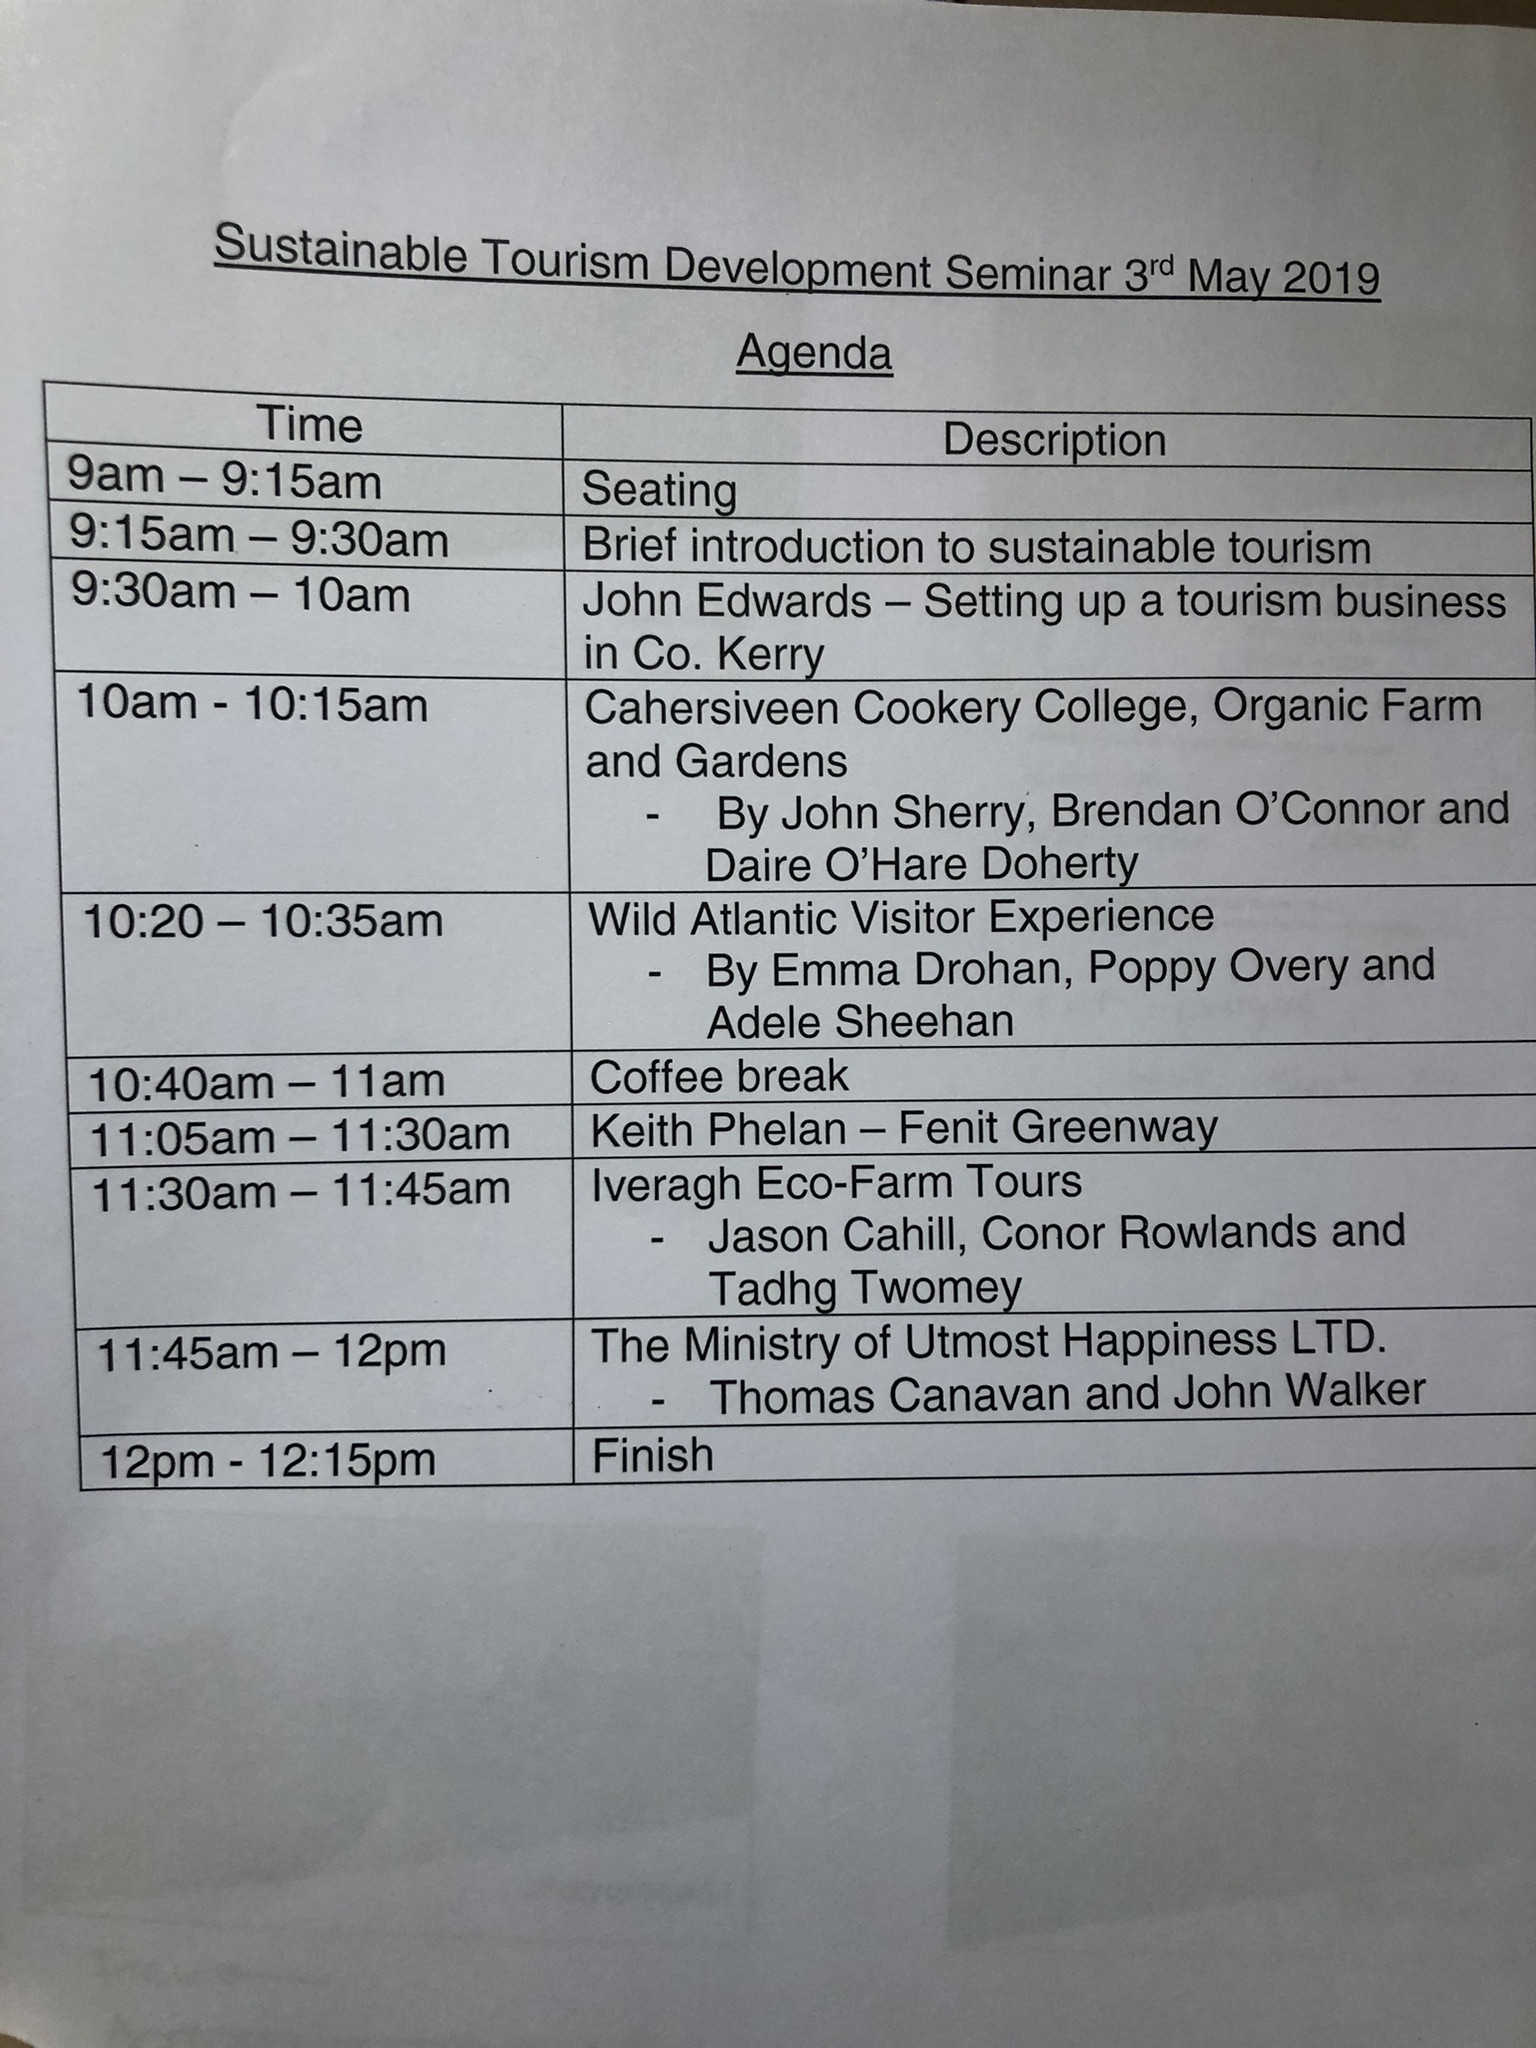 Sustainable Tourism Development Seminar 3rd May 2019
Agenda
Time Description
9am – 9:15am Seating
9:15am – 9:30am Brief introduction to sustainable tourism
9:30am – 10am John Edwards – Setting up a tourism business
in Co. Kerry
10am - 10:15am Cahersiveen Cookery College, Organic Farm
and Gardens
- By John Sherry, Brendan O'Connor and
Daire O'Hare Doherty
10:20 – 10:35am Wild Atlantic Visitor Experience
- By Emma Drohan, Poppy Overy and
Adele Sheehan
10:40am – 11am Coffee break
11:05am – 11:30am Keith Phelan – Fenit Greenway
11:30am – 11:45am Iveragh Eco-Farm Tours
- Jason Cahill, Conor Rowlands and
Tadhg Twomey
11:45am – 12pm The Ministry of Utmost Happiness LTD.
- Thomas Canavan and John Walker
12pm - 12:15pm Finish